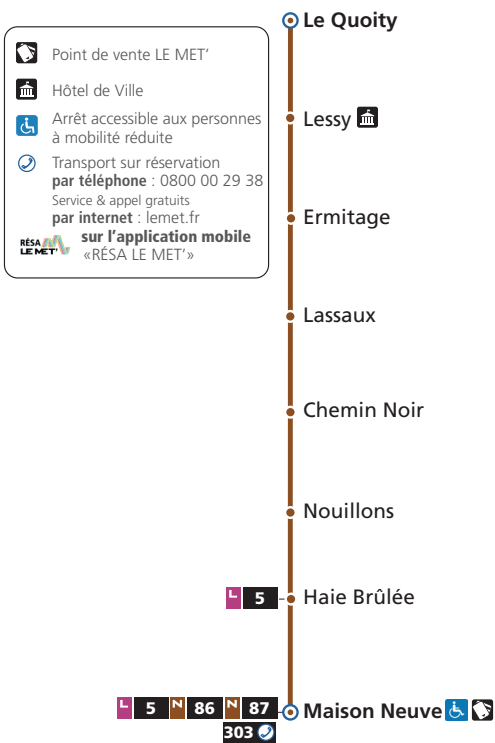 Le Quoity
Point de vente LE MET’
Hôtel de Ville
Arrêt accessible aux personnes
à mobilité réduite
Transport sur réservation
par téléphone : 0800 00 29 38
Service & appel gratuits
par internet : lemet.fr
RÉSA
LE MET’
sur l’application mobile
«RÉSA LE MET’»
Lessy
Ermitage
Lassaux
Chemin Noir
Nouillons
L 5 Haie Brûlée
L 5 N 86 N 87 Maison Neuve
303